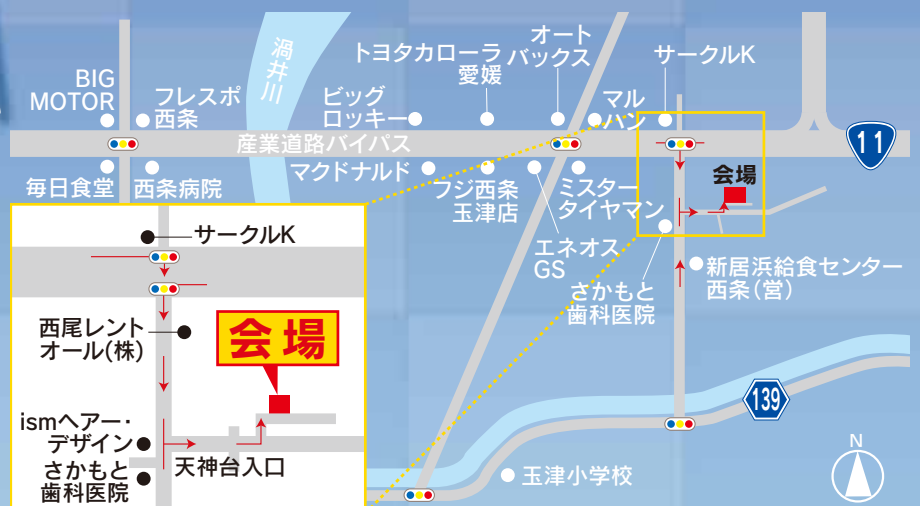 BIG
MOTOR
フレスポ
西条
渦井川
ビッグ
ロッキー
トヨタカローラ
愛媛
オート
バックス
マル
ハン
サークルK
産業道路バイパス
11
毎日食堂
西条病院
マクドナルド
フジ西条
玉津店
エネオス
GS
ミスター
タイヤマン
会場
さかもと
歯科医院
新居浜給食センター
西条(営)
139
玉津小学校
N
サークルK
西尾レント
オール(株)
会場
ismヘアー・
デザイン
天神台入口
さかもと
歯科医院